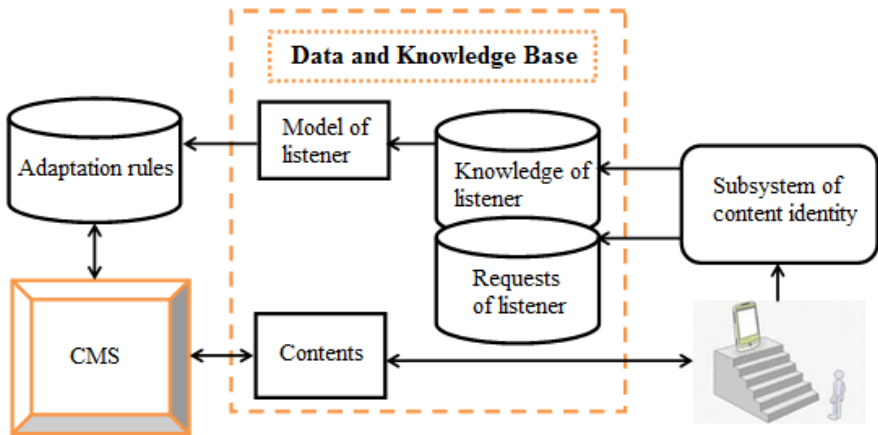 Data and Knowledge Base
Model of
listener
Adaptation rules
Knowledge of
listener
Subsystem of
content identity
Requests
of listener
CMS
Contents